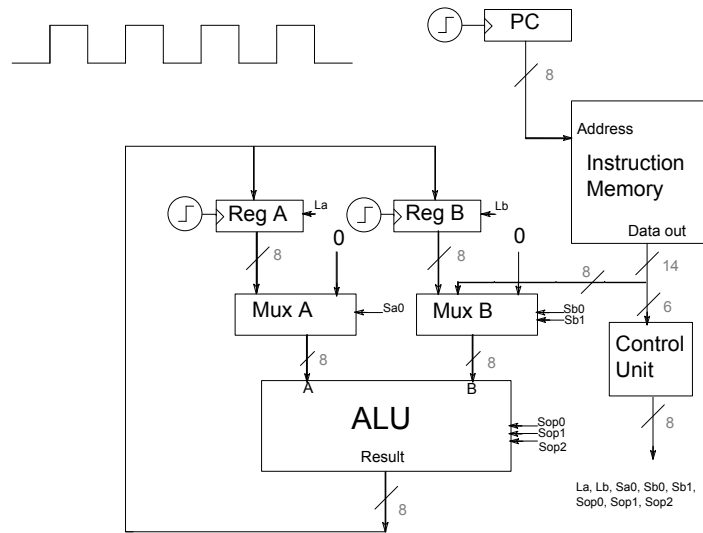 PC
8
Address
Instruction
Memory
Data out
14
8
6
Control
Unit
8
La, Lb, Sa0, Sb0, Sb1,
Sop0, Sop1, Sop2
Reg A
La
Reg B
Lb
8
0
8
0
Mux A
Sa0
Mux B
Sb0
Sb1
8
8
A
B
ALU
Sop0
Sop1
Sop2
Result
8